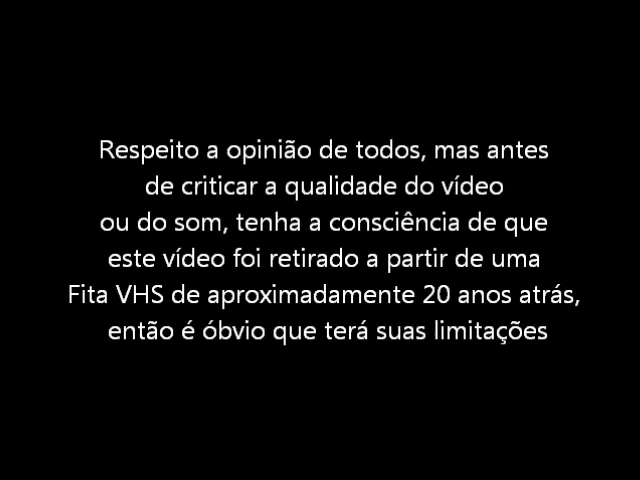 Respeito a opinião de todos, mas antes
de criticar a qualidade do vídeo
ou do som, tenha a consciência de que
este vídeo foi retirado a partir de uma
Fita VHS de aproximadamente 20 anos atrás,
então é óbvio que terá suas limitações